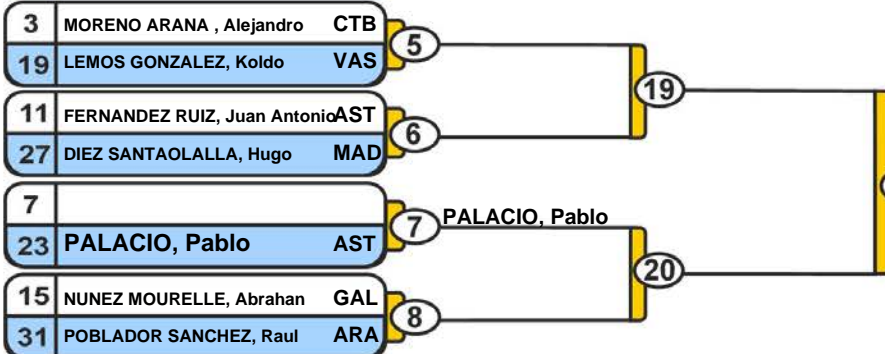 3 MORENO ARANA , Alejandro CTB
19 LEMOS GONZALEZ, Koldo VAS
5
11 FERNANDEZ RUIZ, Juan Antonio AST
27 DIEZ SANTAOLALLA, Hugo MAD
6
19
7
23 PALACIO, Pablo AST
7 PALACIO, Pablo
15 NUNEZ MOURELLE, Abrahan GAL
31 POBLADOR SANCHEZ, Raul ARA
8
20